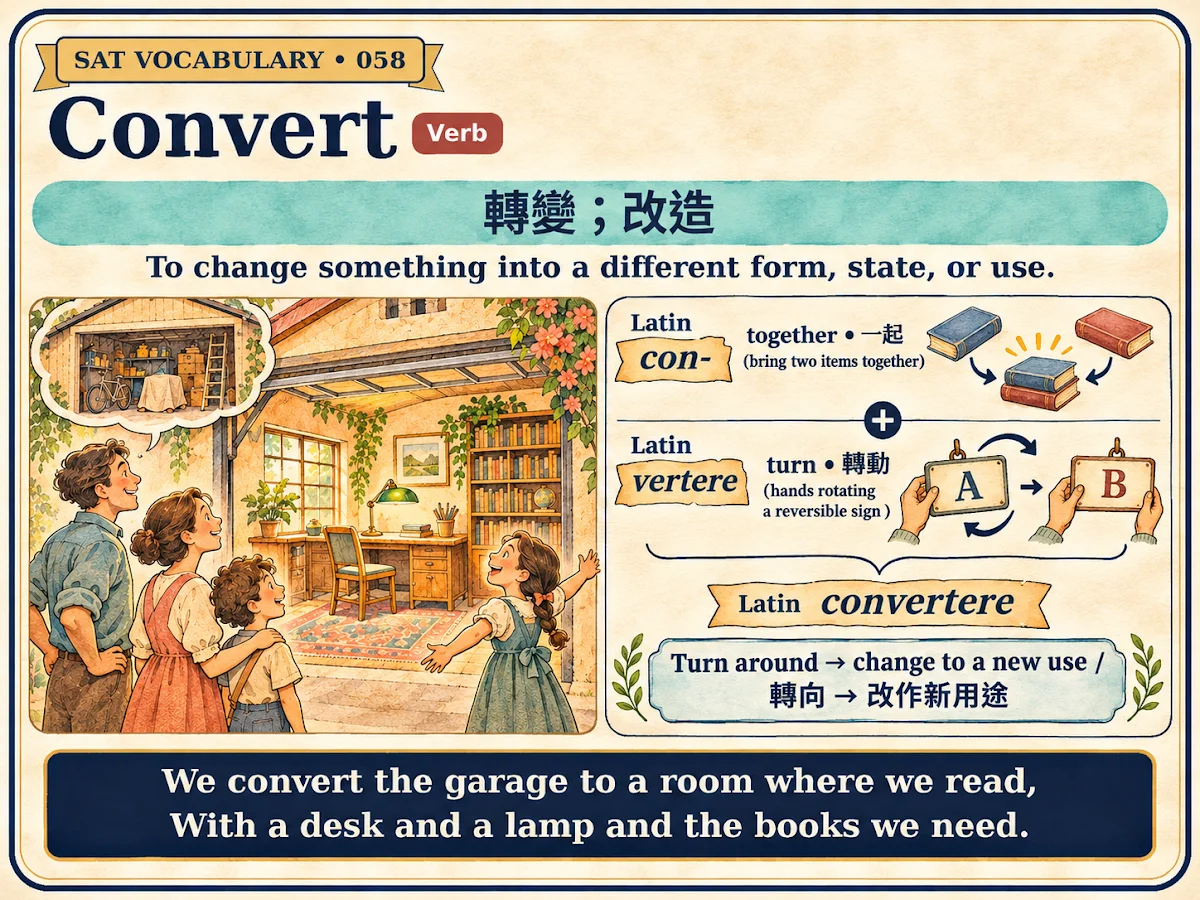 SAT VOCABULARY • 058
Convert
Verb
轉變；改造
To change something into a different form, state, or use.
Latin
con-
together • 一起
(bring two items together)
+
Latin
vertere
turn • 轉動
(hands rotating
a reversible sign )
A
B
Latin convertere
Turn around → change to a new use /
轉向 → 改作新用途
We convert the garage to a room where we read,
With a desk and a lamp and the books we need.